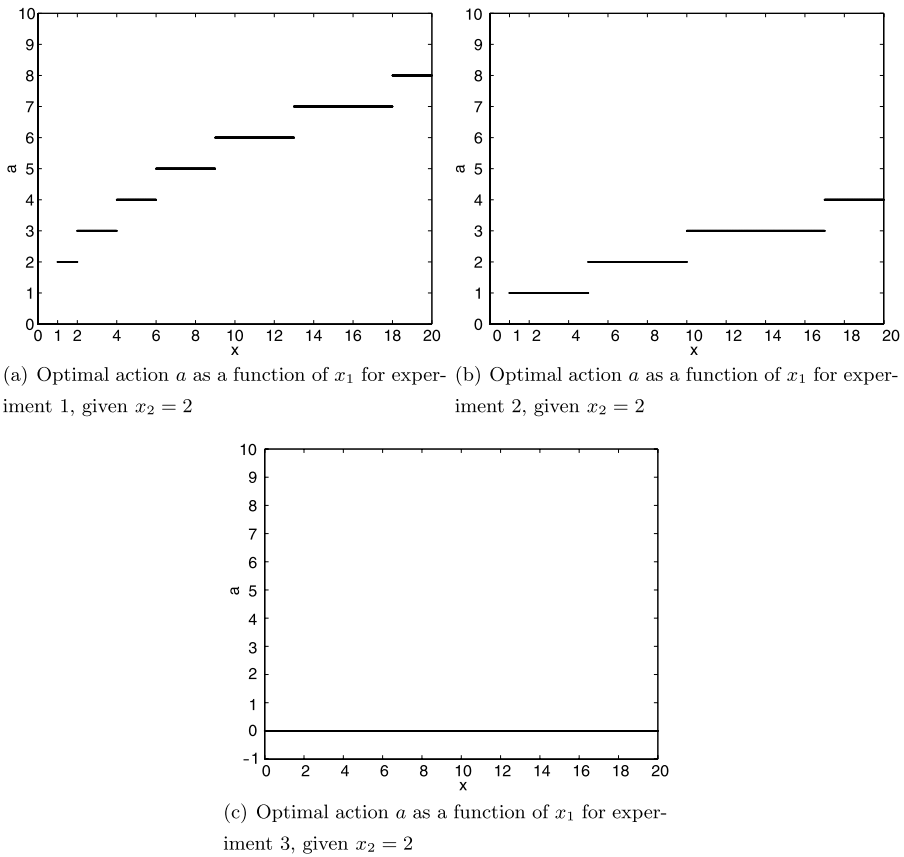 10
9
8
7
6
5
4
3
2
1
0
a
0 1 2 4 6 8 10 12 14 16 18 20
x
(a) Optimal action a as a function of x₁ for exper-
iment 1, given x₂ = 2
10
9
8
7
6
5
4
3
2
1
0
a
0 1 2 4 6 8 10 12 14 16 18 20
x
(b) Optimal action a as a function of x₁ for exper-
iment 2, given x₂ = 2
10
9
8
7
6
5
4
3
2
1
0
-1
a
0 2 4 6 8 10 12 14 16 18 20
x
(c) Optimal action a as a function of x₁ for exper-
iment 3, given x₂ = 2